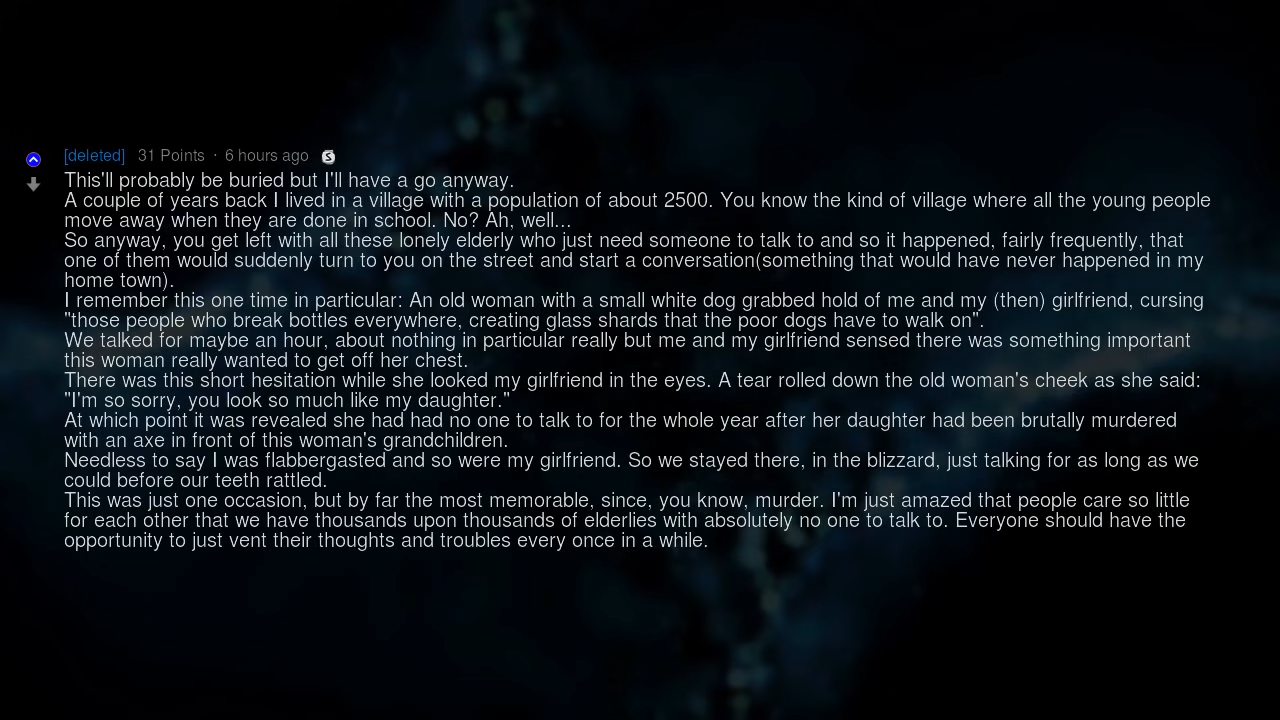 [deleted] 31 Points · 6 hours ago
This'll probably be buried but I'll have a go anyway.
A couple of years back I lived in a village with a population of about 2500. You know the kind of village where all the young people
move away when they are done in school. No? Ah, well...
So anyway, you get left with all these lonely elderly who just need someone to talk to and so it happened, fairly frequently, that
one of them would suddenly turn to you on the street and start a conversation(something that would have never happened in my
home town).
I remember this one time in particular: An old woman with a small white dog grabbed hold of me and my (then) girlfriend, cursing
"those people who break bottles everywhere, creating glass shards that the poor dogs have to walk on".
We talked for maybe an hour, about nothing in particular really but me and my girlfriend sensed there was something important
this woman really wanted to get off her chest.
There was this short hesitation while she looked my girlfriend in the eyes. A tear rolled down the old woman's cheek as she said:
"I'm so sorry, you look so much like my daughter."
At which point it was revealed she had had no one to talk to for the whole year after her daughter had been brutally murdered
with an axe in front of this woman's grandchildren.
Needless to say I was flabbergasted and so were my girlfriend. So we stayed there, in the blizzard, just talking for as long as we
could before our teeth rattled.
This was just one occasion, but by far the most memorable, since, you know, murder. I'm just amazed that people care so little
for each other that we have thousands upon thousands of elderlies with absolutely no one to talk to. Everyone should have the
opportunity to just vent their thoughts and troubles every once in a while.